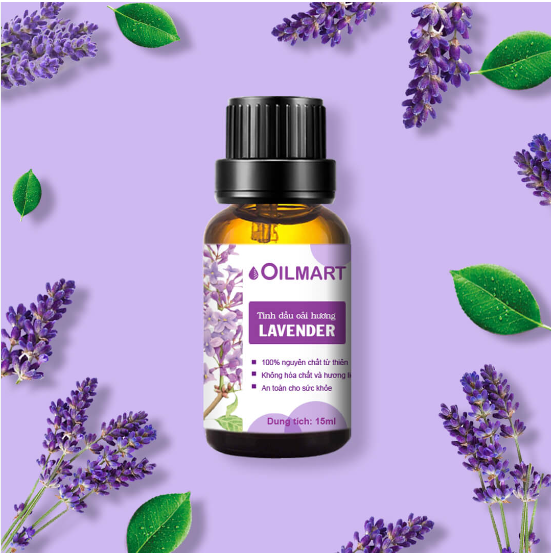 OILMART
Tinh dầu oải hương
LAVENDER
100% nguyên chất từ thiên
Không hóa chất và hương
An toàn cho sức khỏe
Dung tích: 15ml